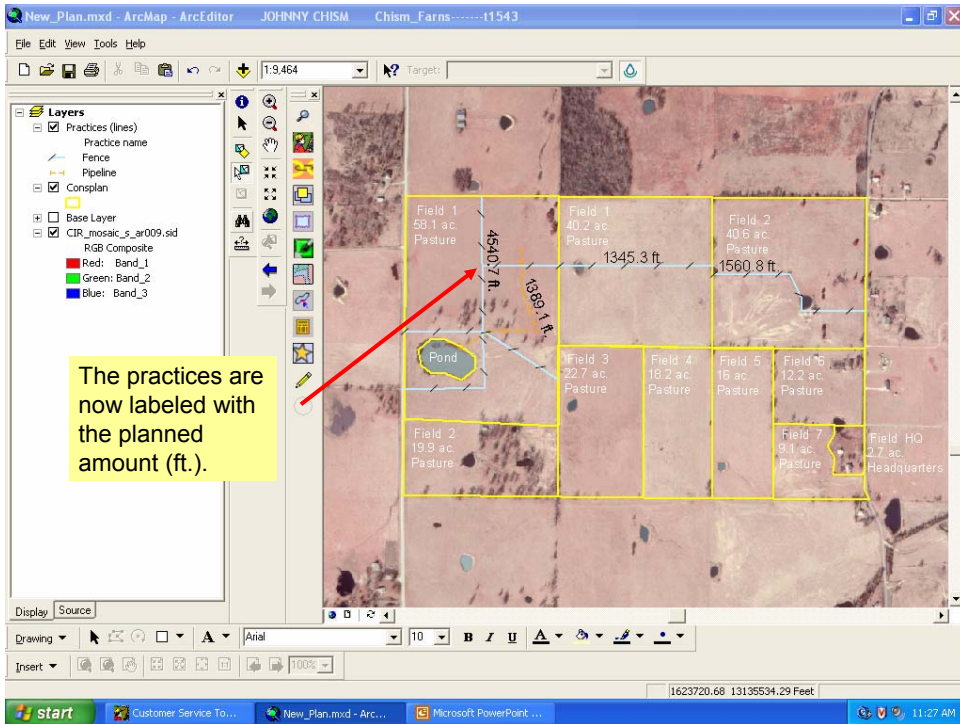 New_Plan.mxd - ArcMap - ArcEditor JOHNNY CHISM Chism_Farns-------t1543
File Edit View Tools Help
1:9,464
Target:
Layers
Practices (lines)
Practice name
Fence
Pipeline
Consplan
Base Layer
CIR_mosaic_s_ar009.sid
RGB Composite
Red: Band_1
Green: Band_2
Blue: Band_3
The practices are
now labeled with
the planned
amount (ft.).
Field 1
58.1 ac.
Pasture
Field 1
40.2 ac.
Pasture
Field 2
40.6 ac.
Pasture
4540.7 ft.
1345.3 ft.
1560.8 ft.
1389.1 ft.
Pond
Field 3
22.7 ac.
Pasture
Field 4
18.2 ac.
Pasture
Field 5
16 ac.
Pasture
Field 6
12.2 ac.
Pasture
Field 2
19.9 ac.
Pasture
Field 7
9.1 ac.
Pasture
Field HQ
2.7 ac.
Headquarters
Display Source
Drawing A Arial 10 B I U A
Insert 100%
1623720.68 13135534.29 Feet
start Customer Service To... New_Plan.mxd - Arc... Microsoft PowerPoint ... 11:27 AM